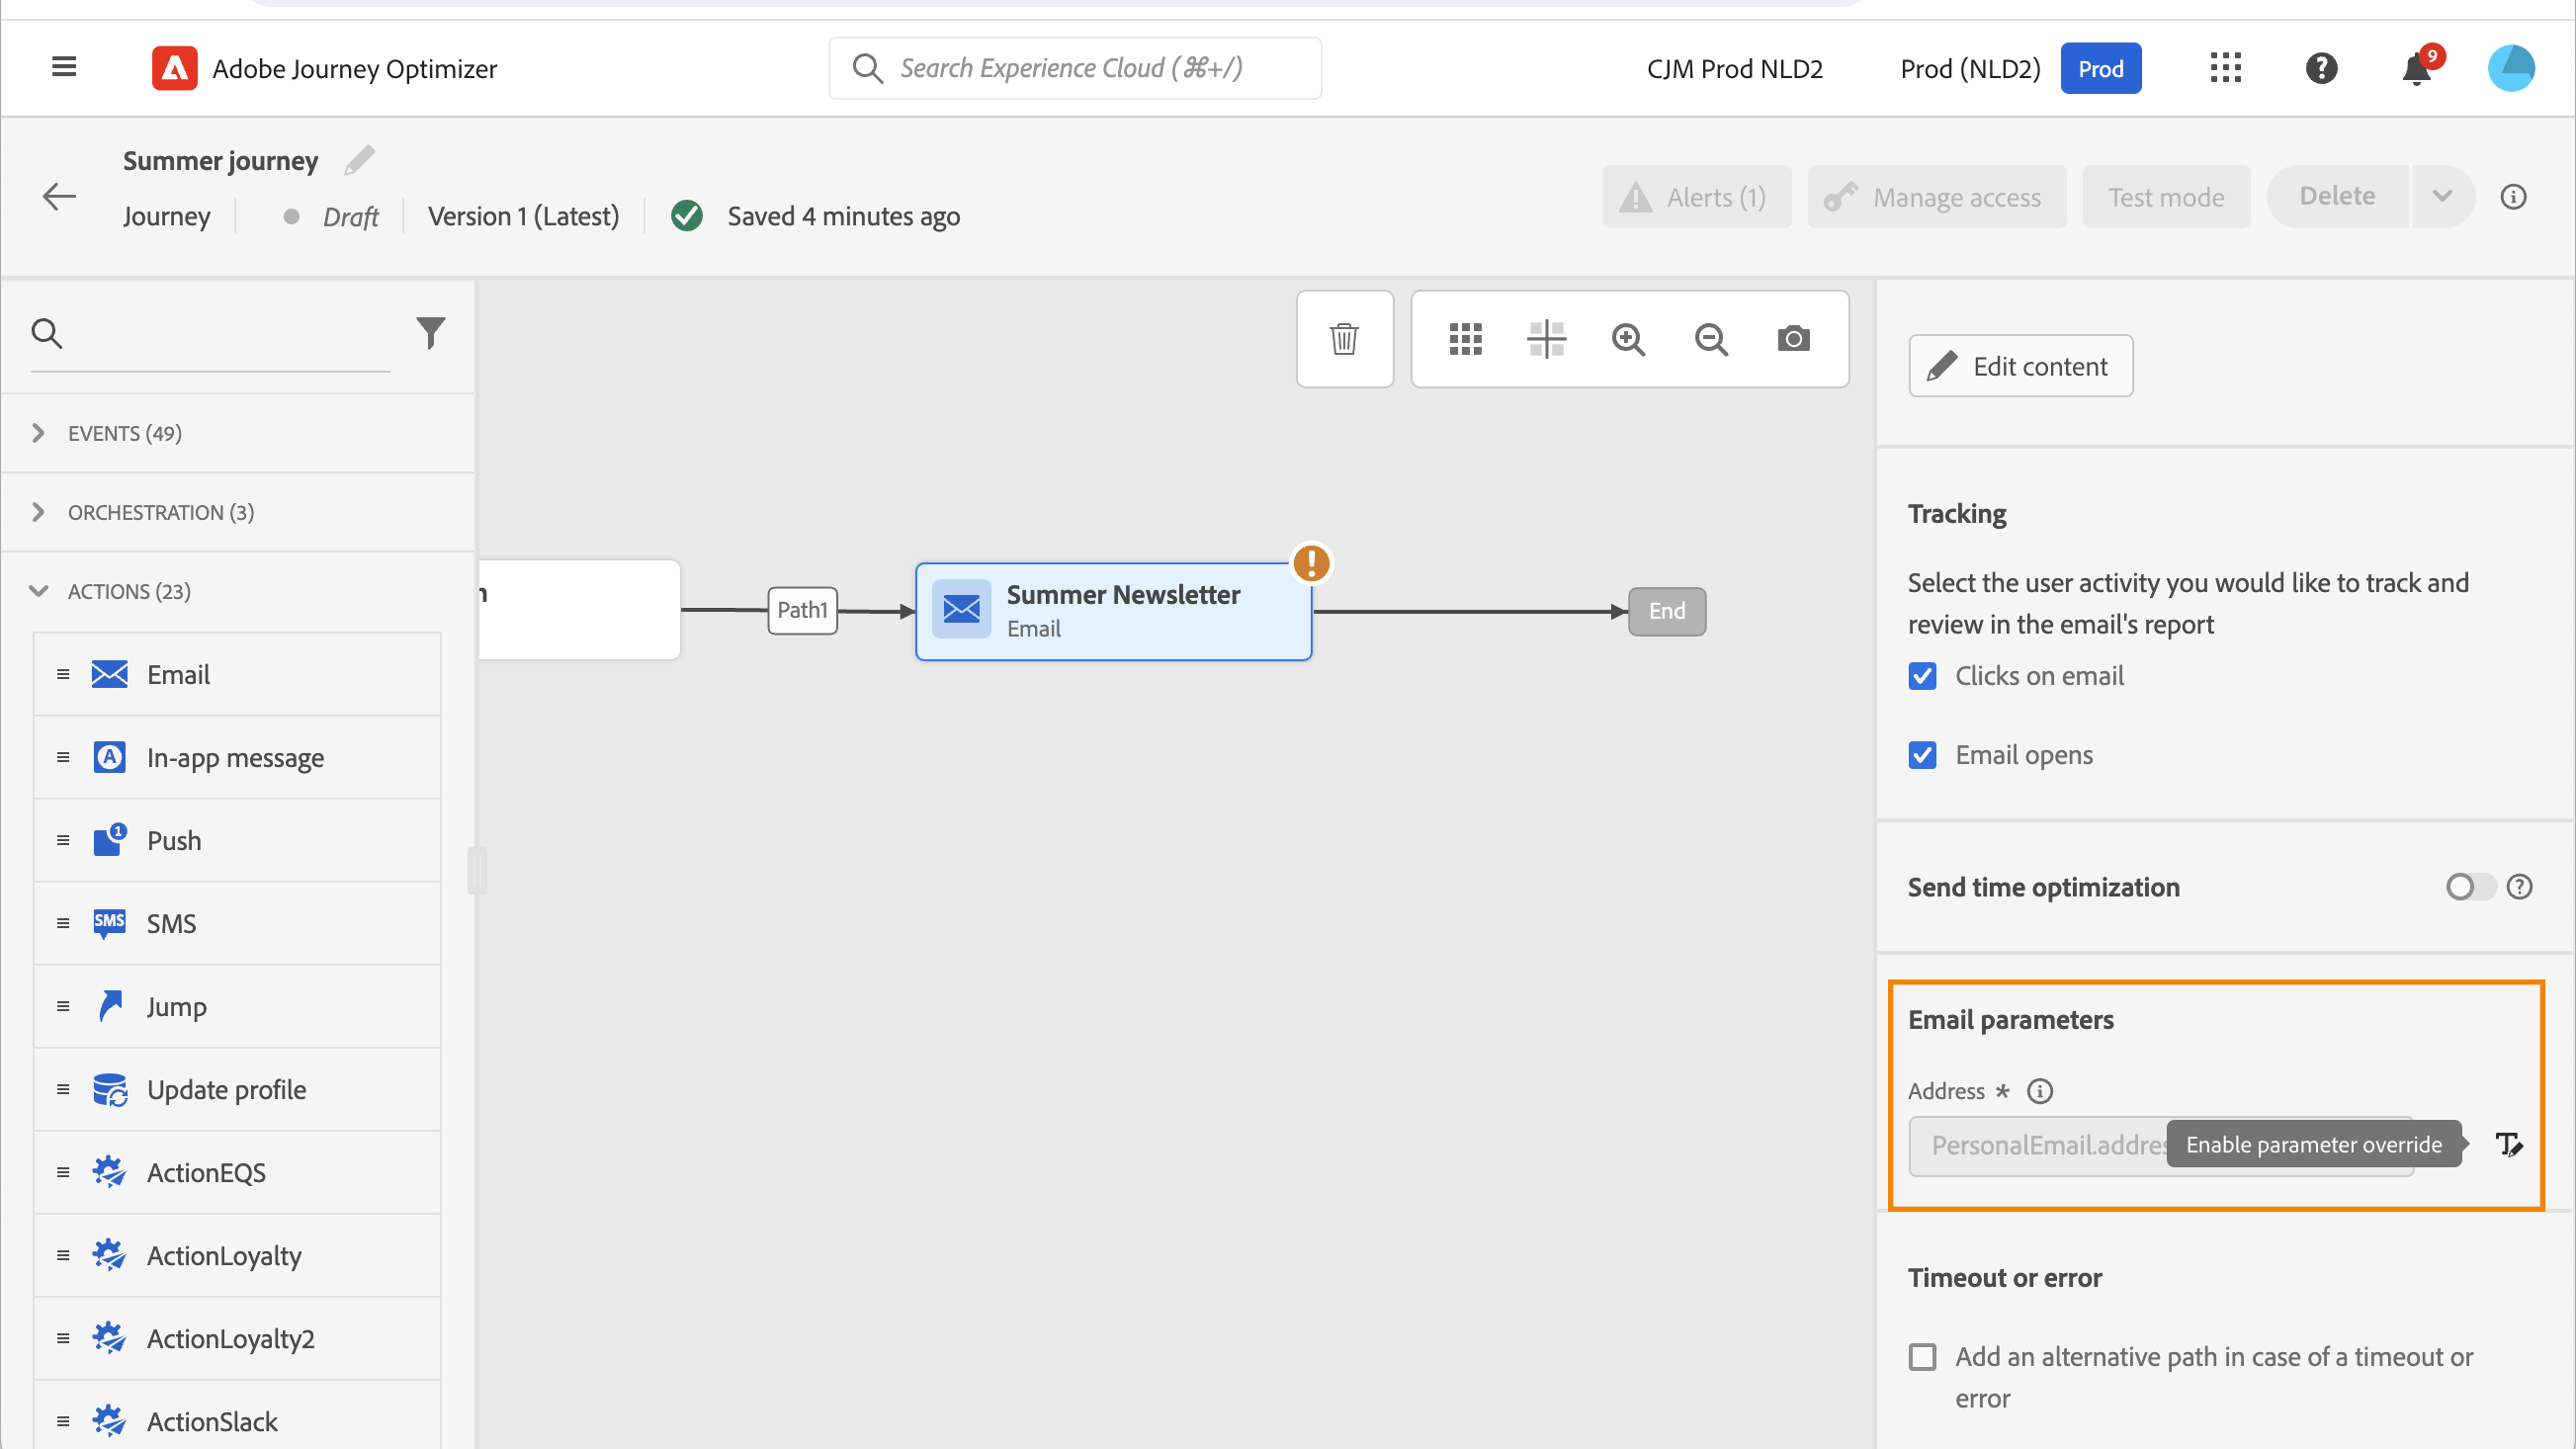 Adobe Journey Optimizer
Search Experience Cloud (⌘+/)
CJM Prod NLD2
Prod (NLD2)
Prod
9
Summer journey
Journey
Draft
Version 1 (Latest)
Saved 4 minutes ago
Alerts (1)
Manage access
Test mode
Delete
EVENTS (49)
ORCHESTRATION (3)
ACTIONS (23)
Email
In-app message
Push
SMS
SMS
Jump
Update profile
ActionEQS
ActionLoyalty
ActionLoyalty2
ActionSlack
Path1
Summer Newsletter
Email
End
Edit content
Tracking
Select the user activity you would like to track and
review in the email's report
Clicks on email
Email opens
Send time optimization
Email parameters
Address *
PersonalEmail.addres
Enable parameter override
Timeout or error
Add an alternative path in case of a timeout or
error